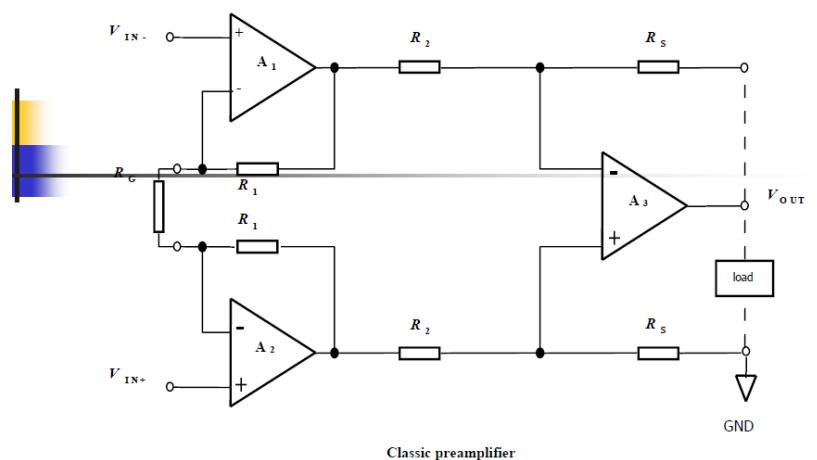 V IN-
+
A 1
-
R 2
R S
R G
R 1
R 1
-
A 3
+
V OUT
load
-
A 2
+
V IN+
R 2
R S
GND
Classic preamplifier